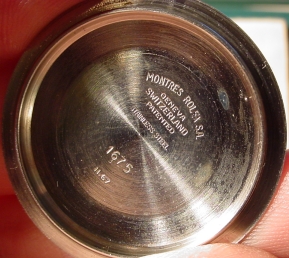 MONTRES ROLEX S.A.
GENEVA
SWITZERLAND
PATENTED
STAINLESS STEEL
1675
II.67